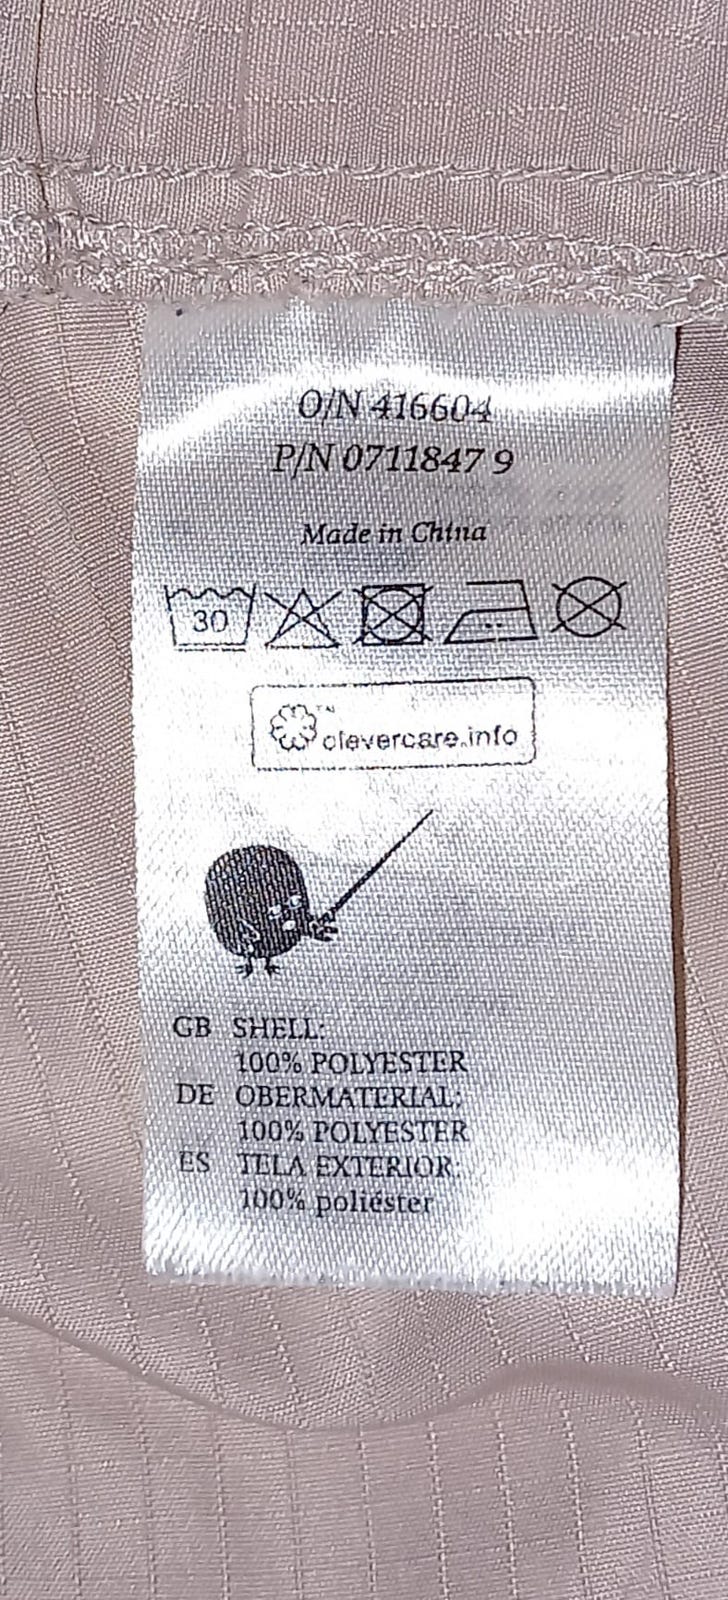 O/N 416604
P/N 0711847 9
Made in China
30
™
clevercare.info
GB SHELL:
100% POLYESTER
DE OBERMATERIAL:
100% POLYESTER
ES TELA EXTERIOR:
100% poliéster